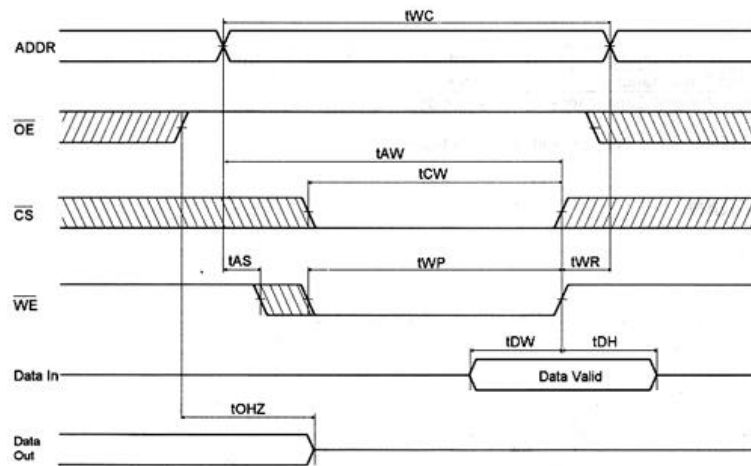 tWC
ADDR
OE
tAW
tCW
CS
tAS
tWP
tWR
WE
tDW
tDH
Data In
Data Valid
tOHZ
Data
Out